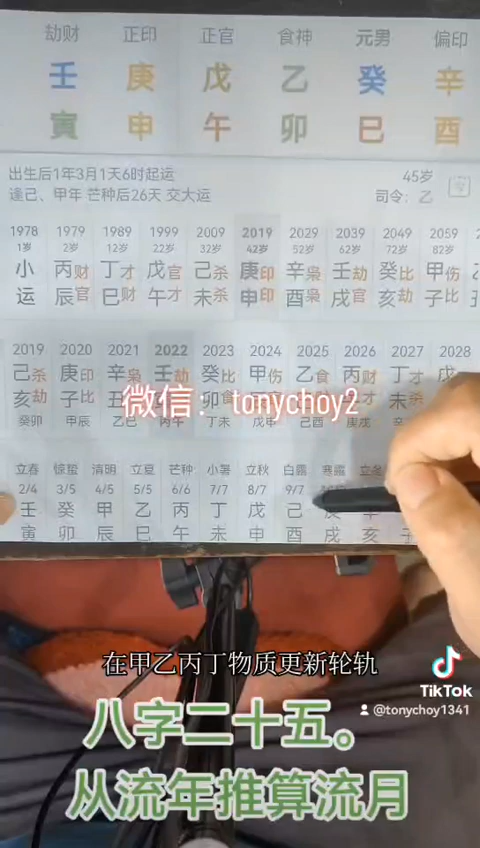 劫财 正印 正官 食神 元男 偏印
壬 庚 戊 乙 癸 辛
寅 申 午 卯 巳 酉
出生后1年3月1天6时起运 45岁
逢己、甲年 芒种后26天 交大运 司令：乙
1978 1979 1989 1999 2009 2019 2029 2039 2049 2059
1岁 2岁 12岁 22岁 32岁 42岁 52岁 62岁 72岁 82岁
小 丙财 丁才 戊官 己杀 庚印 辛枭 壬劫 癸比 甲伤
运 辰官 巳财 午才 未杀 申印 酉枭 戌官 亥劫 子比
2019 2020 2021 2022 2023 2024 2025 2026 2027 2028
己杀 庚印 辛枭 壬劫 癸比 甲伤 乙食 丙财 丁才 戊
亥劫 子比 丑 卯食 未杀
微信：tonychoy2
癸卯 甲辰 丙午 丁未 戊申 己酉 庚戌
立春 惊蛰 清明 立夏 芒种 小暑 立秋 白露 寒露 立冬
2/4 3/5 4/5 5/5 6/6 7/7 8/7 9/7
壬 癸 甲 乙 丙 丁 戊 己
寅 卯 辰 巳 午 未 申 酉 戌 亥
在甲乙丙丁物质更新轮轨
TikTok
@tonychoy1341
八字二十五。
从流年推算流月